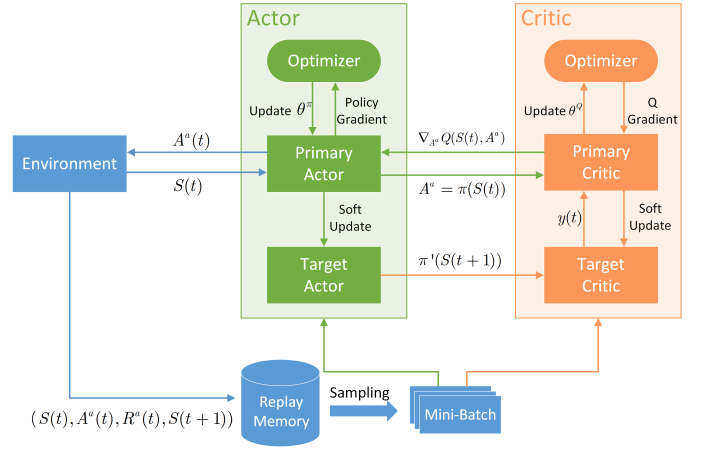 Actor
Critic
Optimizer
Optimizer
Update θ^π
Policy
Gradient
Update θ^Q
Q
Gradient
Environment
A^a(t)
S(t)
Primary
Actor
∇_{A^a}Q(S(t), A^a)
A^a = π(S(t))
Primary
Critic
Soft
Update
y(t)
Soft
Update
Target
Actor
π'(S(t+1))
Target
Critic
(S(t), A^a(t), R^a(t), S(t+1))
Replay
Memory
Sampling
Mini-Batch